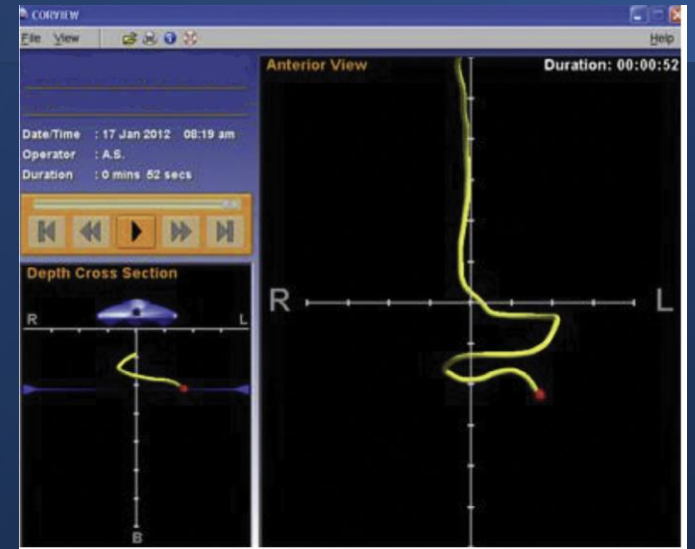 CORVIEW
File View
Help
Date/Time : 17 Jan 2012 08:19 am
Operator : A.S.
Duration : 0 mins 52 secs
Depth Cross Section
R L
B
Anterior View
Duration: 00:00:52
R L